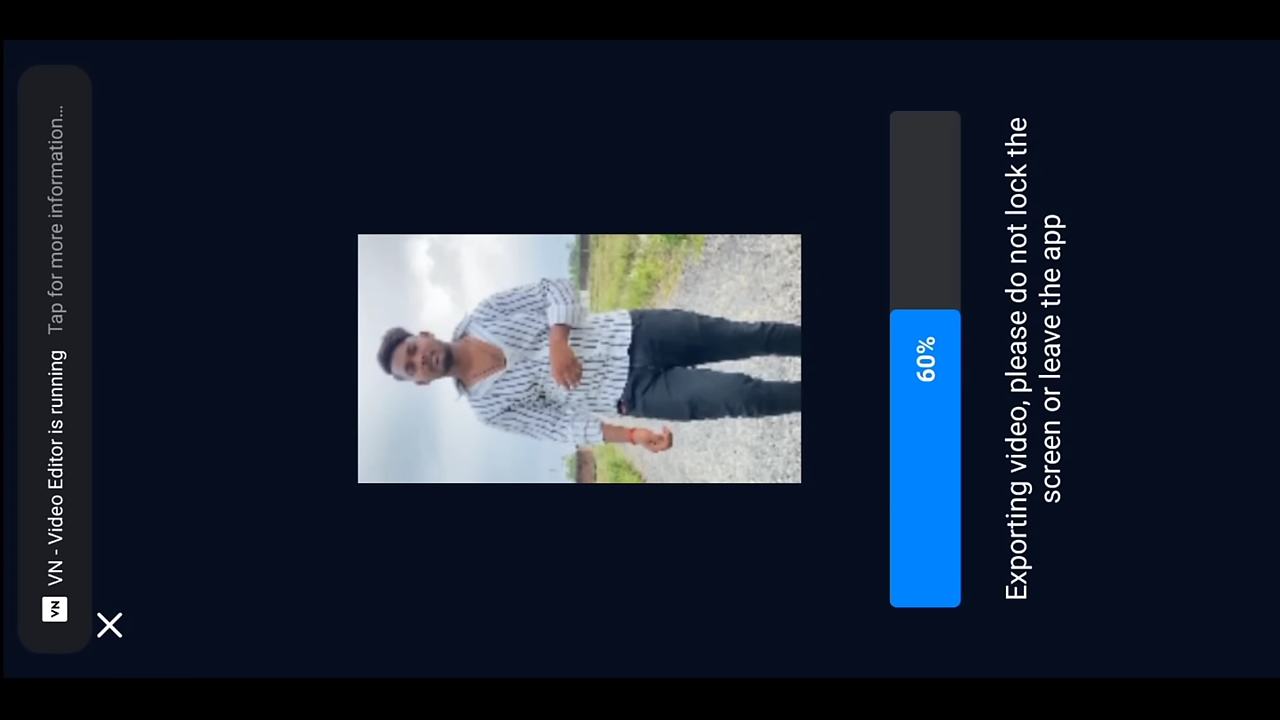 VN VN - Video Editor is running Tap for more information...
60%
Exporting video, please do not lock the
screen or leave the app